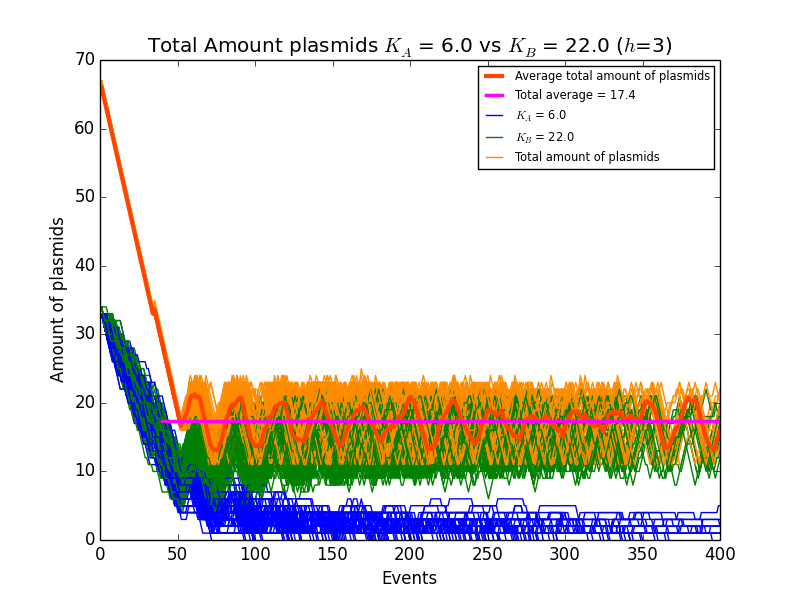 Total Amount plasmids K_A = 6.0 vs K_B = 22.0 (h=3)
Average total amount of plasmids
Total average = 17.4
K_A = 6.0
K_B = 22.0
Total amount of plasmids
Amount of plasmids
70
60
50
40
30
20
10
0
0 50 100 150 200 250 300 350 400
Events